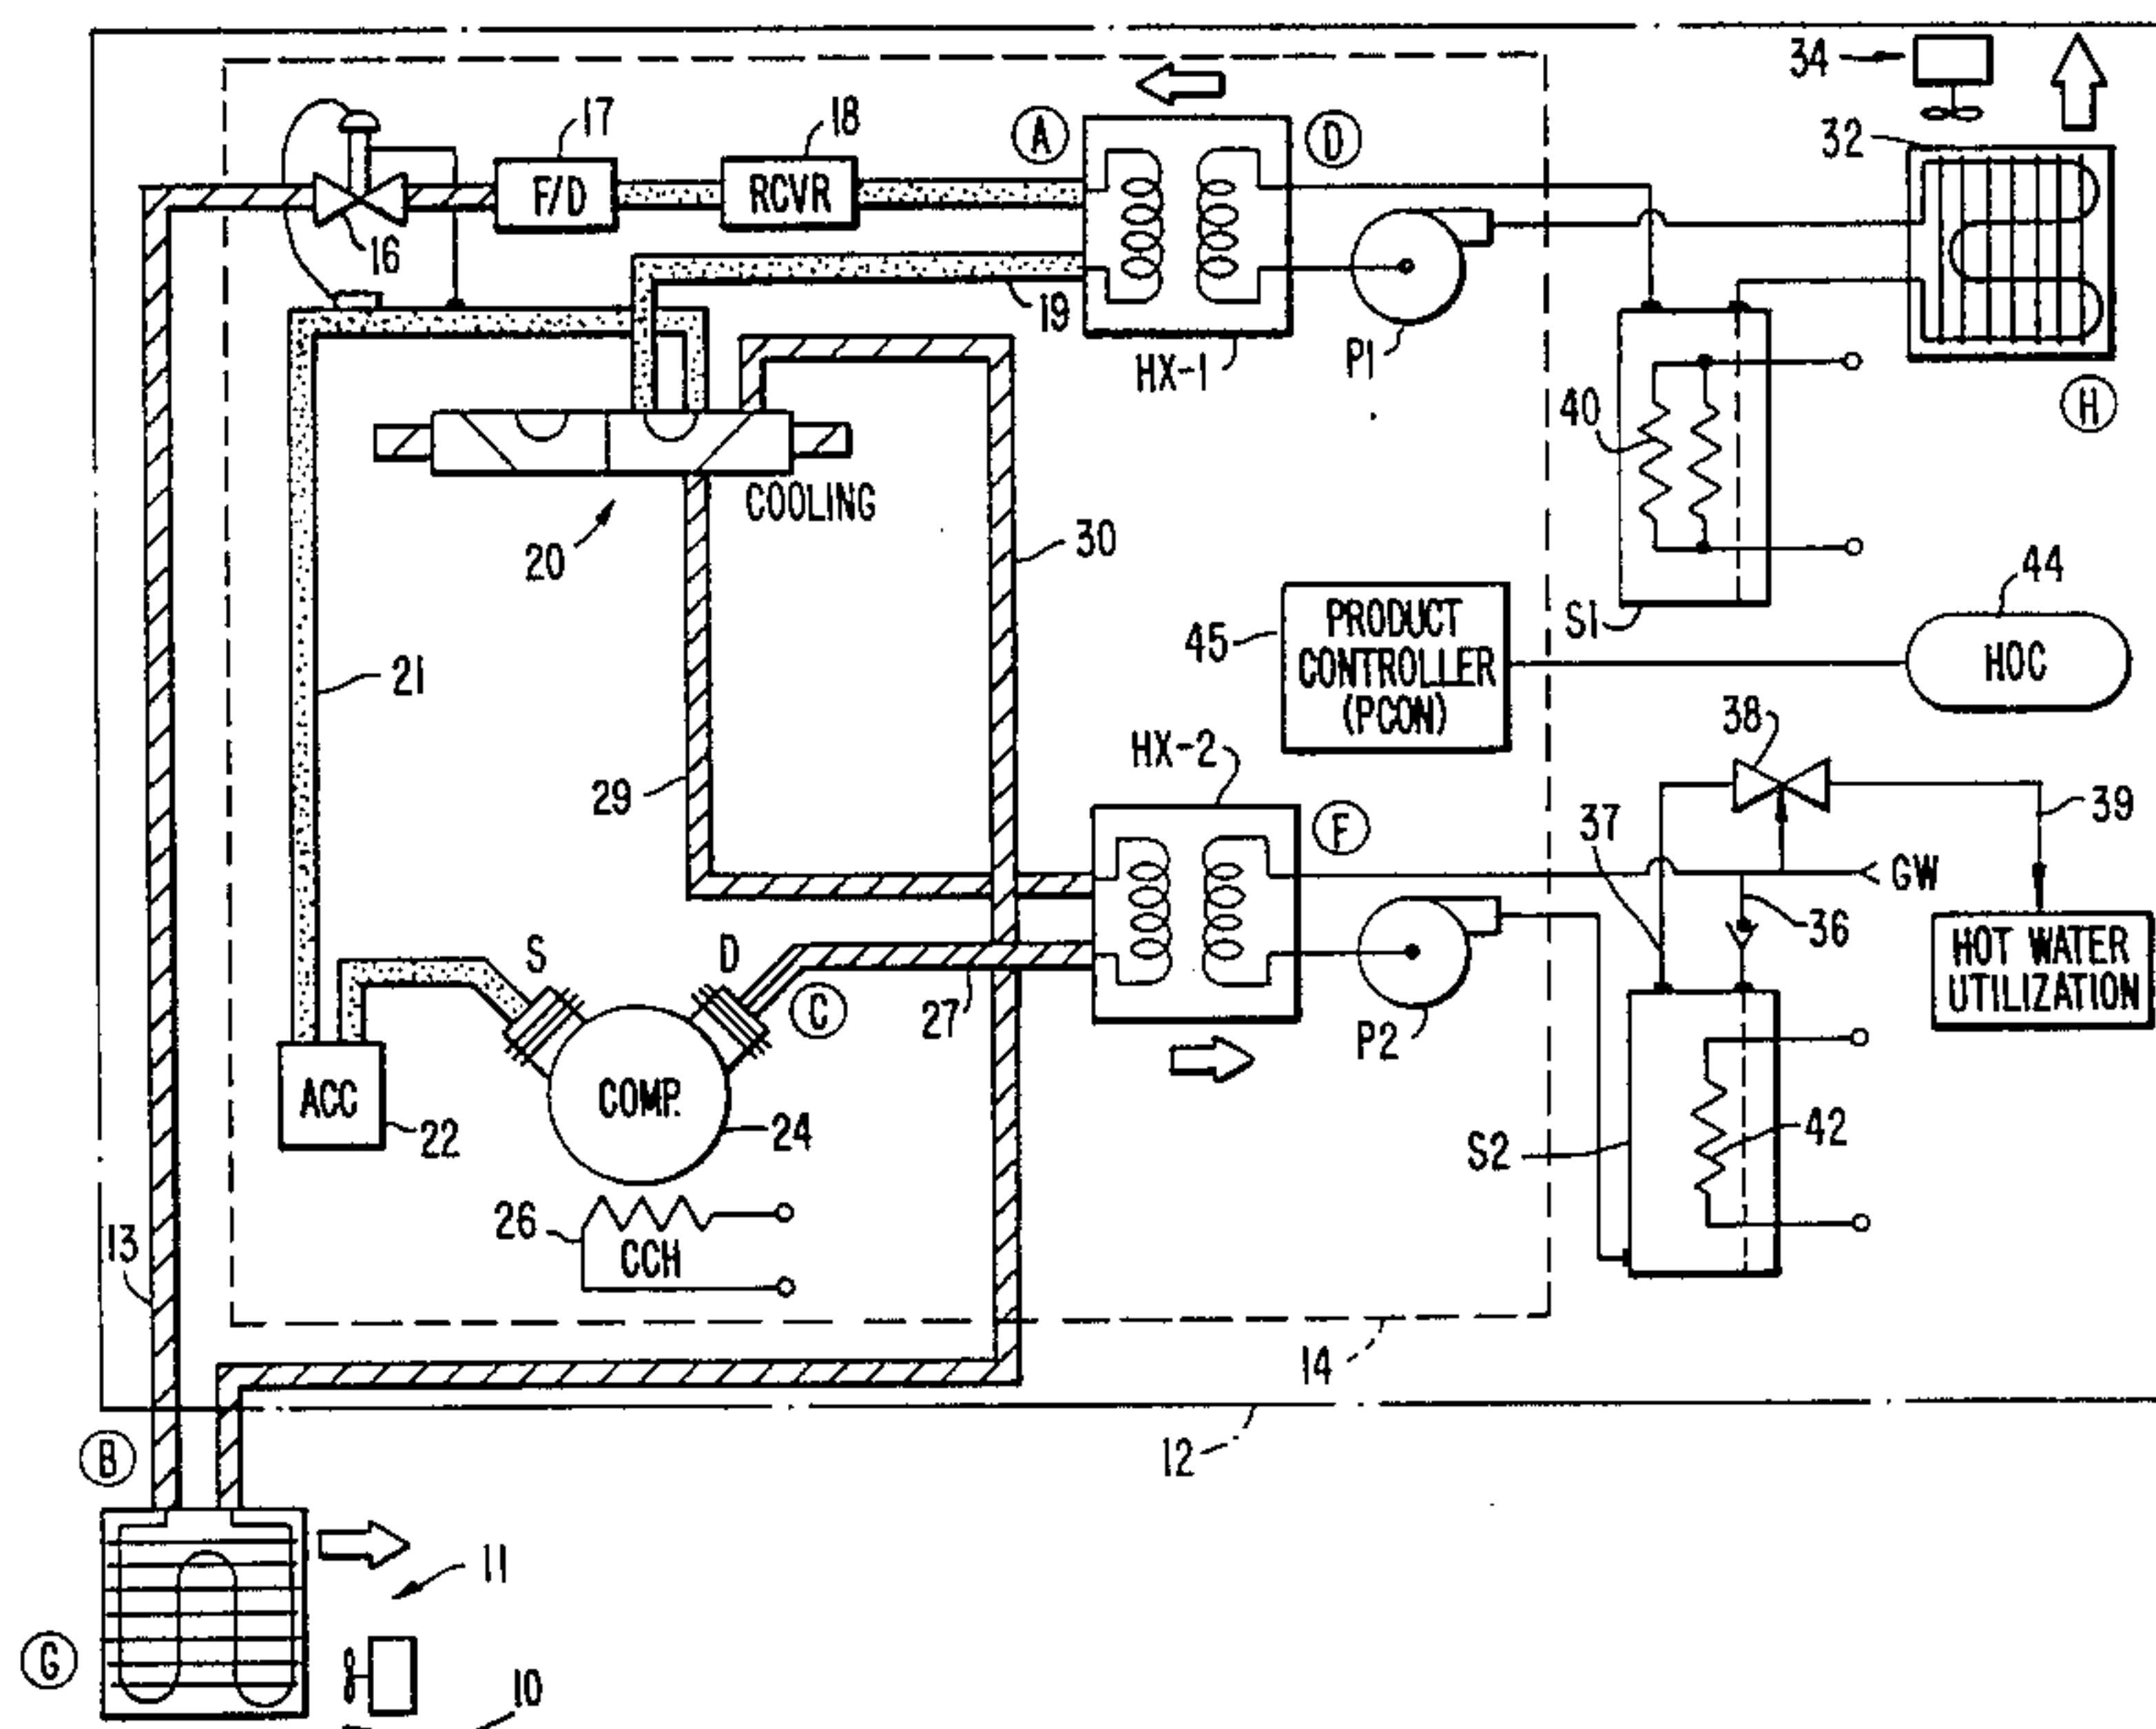 34
17
18
A
D
32
F/D
RCVR
16
19
HX-1
P1
H
40
COOLING
20
30
44
S1
PRODUCT
CONTROLLER
(PCON)
45
HOC
21
38
HX-2
29
37
39
F
GW
36
S
D
HOT WATER
UTILIZATION
C
27
P2
ACC
COMP.
22
24
S2
42
26
CCH
13
14
12
B
11
G
10